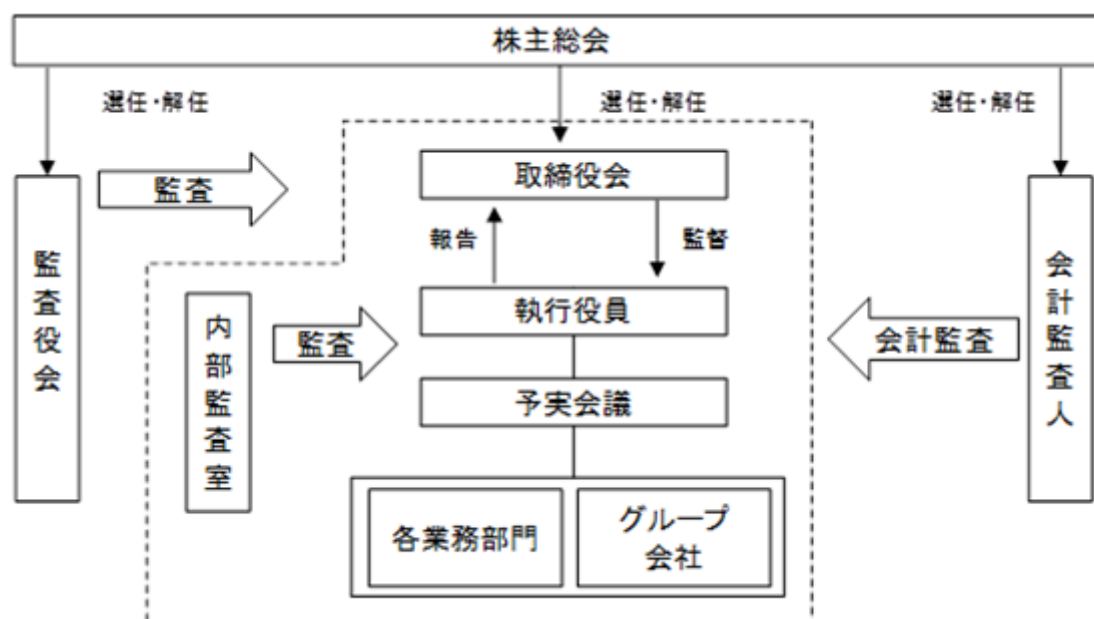 株主総会
選任・解任
選任・解任
選任・解任
取締役会
監査
報告
監督
監査役会
会計監査人
執行役員
内部監査室
監査
会計監査
予実会議
各業務部門
グループ
会社